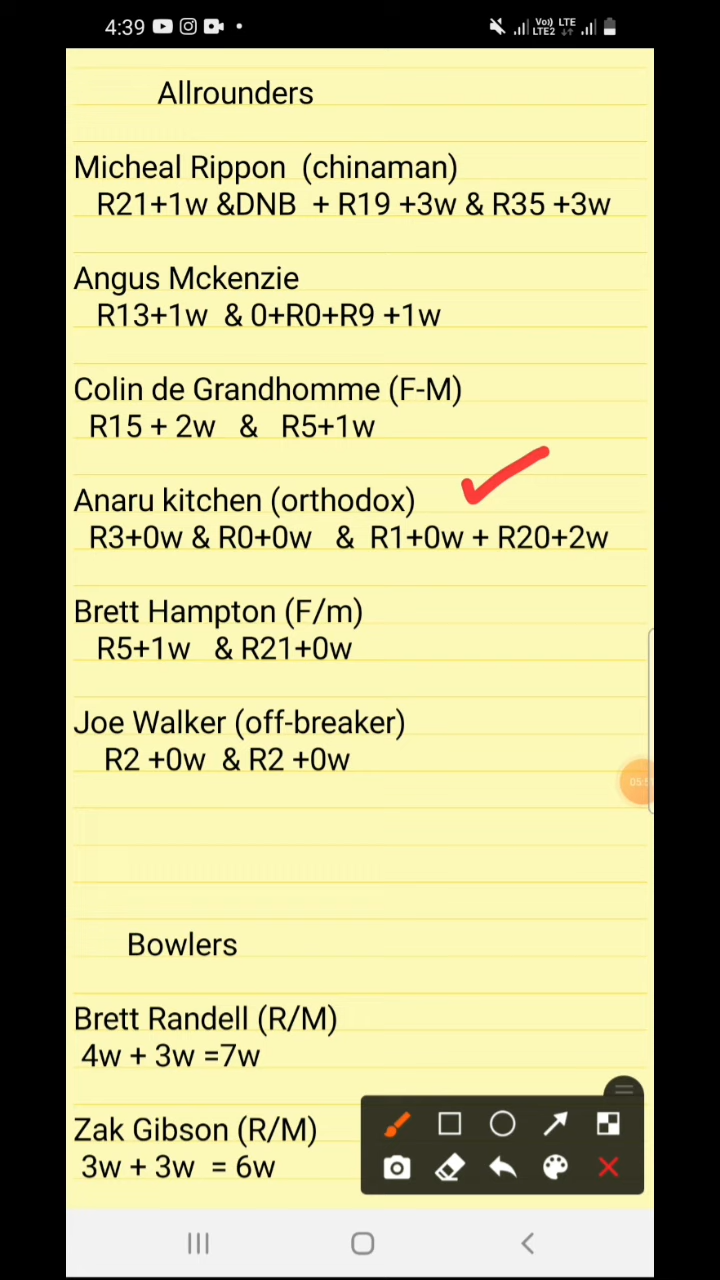 4:39
Vo)) LTE
LTE2
Allrounders
Micheal Rippon (chinaman)
R21+1w &DNB + R19 +3w & R35 +3w
Angus Mckenzie
R13+1w & 0+R0+R9 +1w
Colin de Grandhomme (F-M)
R15 + 2w & R5+1w
Anaru kitchen (orthodox)
R3+0w & R0+0w & R1+0w + R20+2w
Brett Hampton (F/m)
R5+1w & R21+0w
Joe Walker (off-breaker)
R2 +0w & R2 +0w
Bowlers
Brett Randell (R/M)
4w + 3w =7w
Zak Gibson (R/M)
3w + 3w = 6w